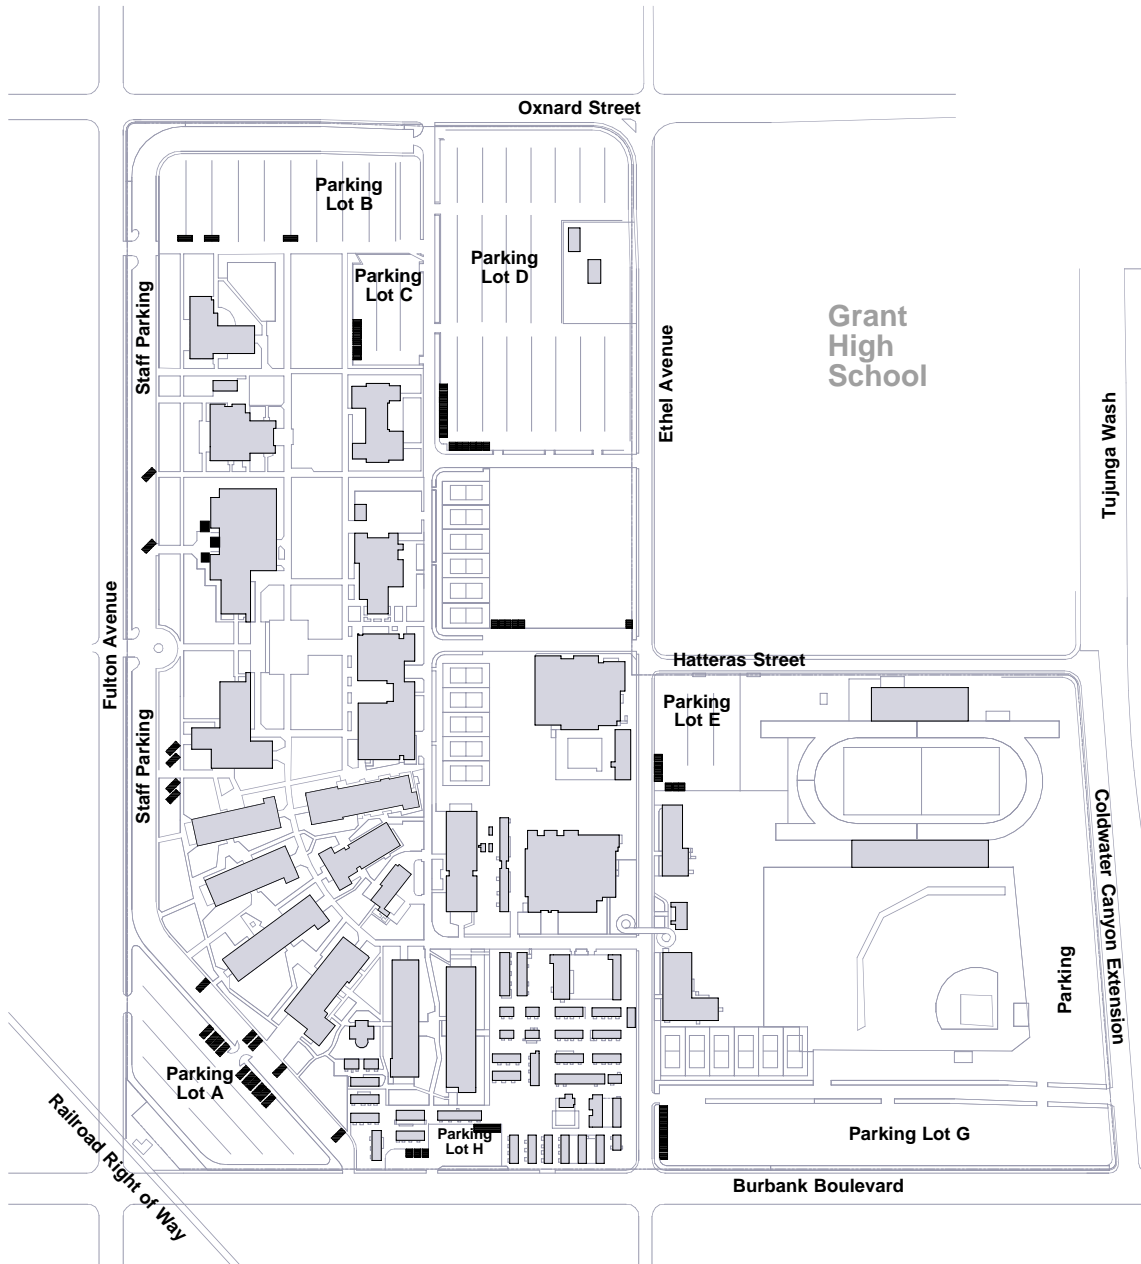 Oxnard Street
Parking
Lot B
Parking
Lot C
Parking
Lot D
Staff Parking
Grant
High
School
Ethel Avenue
Tujunga Wash
Fulton Avenue
Hatteras Street
Parking
Lot E
Staff Parking
Coldwater Canyon Extension
Parking
Parking
Lot A
Railroad Right of Way
Parking
Lot H
Parking Lot G
Burbank Boulevard